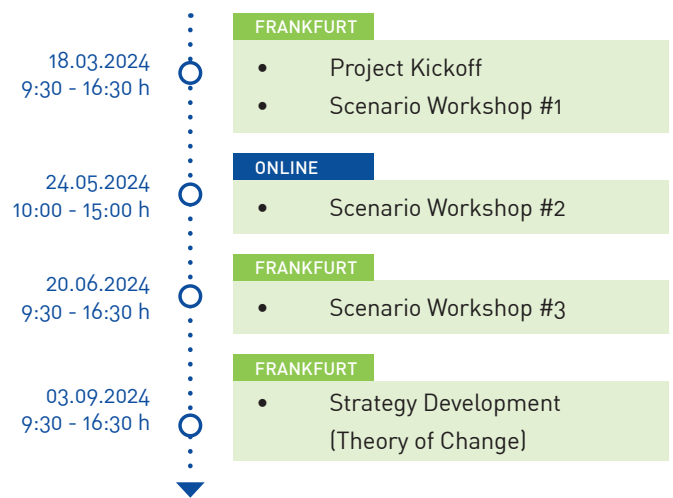 FRANKFURT
18.03.2024
9:30 - 16:30 h
• Project Kickoff
• Scenario Workshop #1
ONLINE
24.05.2024
10:00 - 15:00 h
• Scenario Workshop #2
FRANKFURT
20.06.2024
9:30 - 16:30 h
• Scenario Workshop #3
FRANKFURT
03.09.2024
9:30 - 16:30 h
• Strategy Development
(Theory of Change)